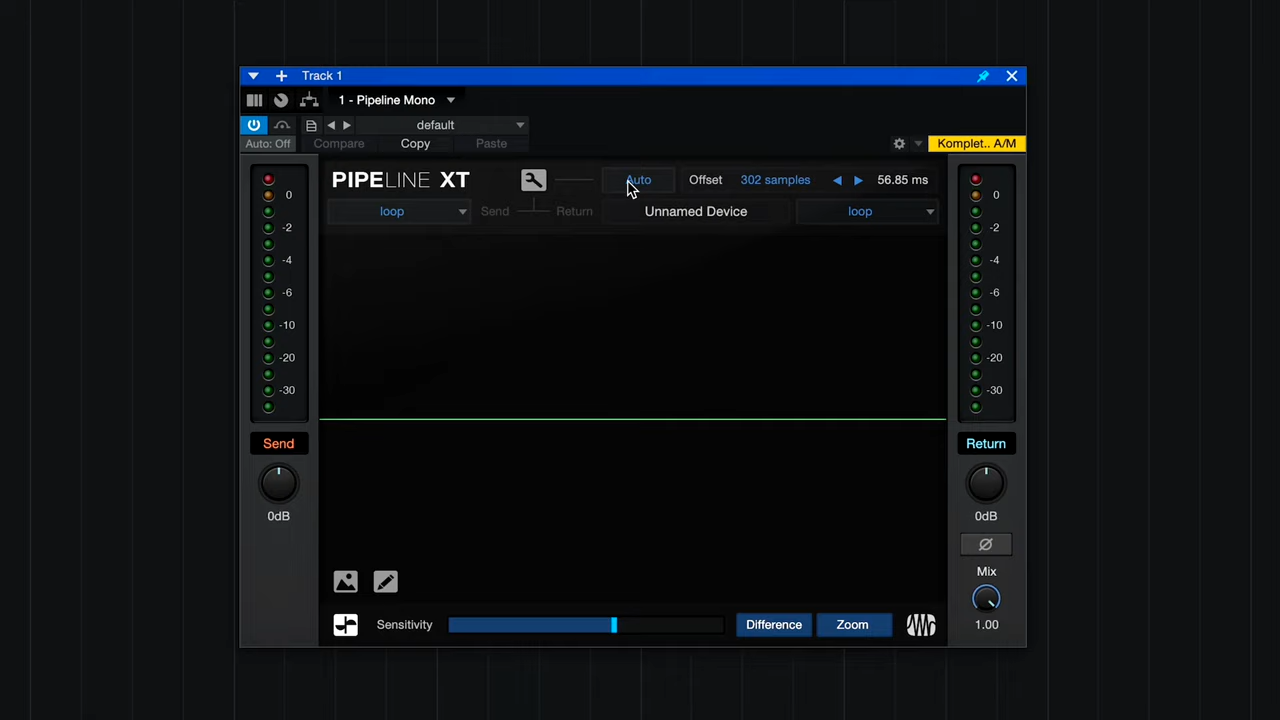 Track 1
1 - Pipeline Mono
default
Auto: Off
Compare
Copy
Paste
Komplet.. A/M
PIPELINE XT
Auto
Offset
302 samples
56.85 ms
loop
Send
Return
Unnamed Device
loop
0
-2
-4
-6
-10
-20
-30
Send
0dB
0
-2
-4
-6
-10
-20
-30
Return
0dB
Ø
Mix
1.00
Sensitivity
Difference
Zoom